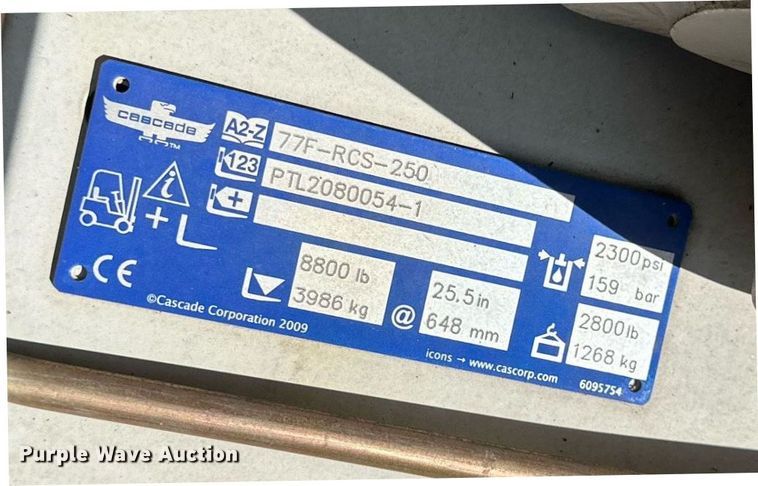 cascade
TM
A2-Z
77F-RCS-250
123
PTL2080054-1
+
i
+
CE
8800 lb
3986 kg
@
25.5 in
648 mm
2300 psi
159 bar
2800 lb
1268 kg
©Cascade Corporation 2009
icons → www.cascorp.com
6095754
Purple Wave Auction